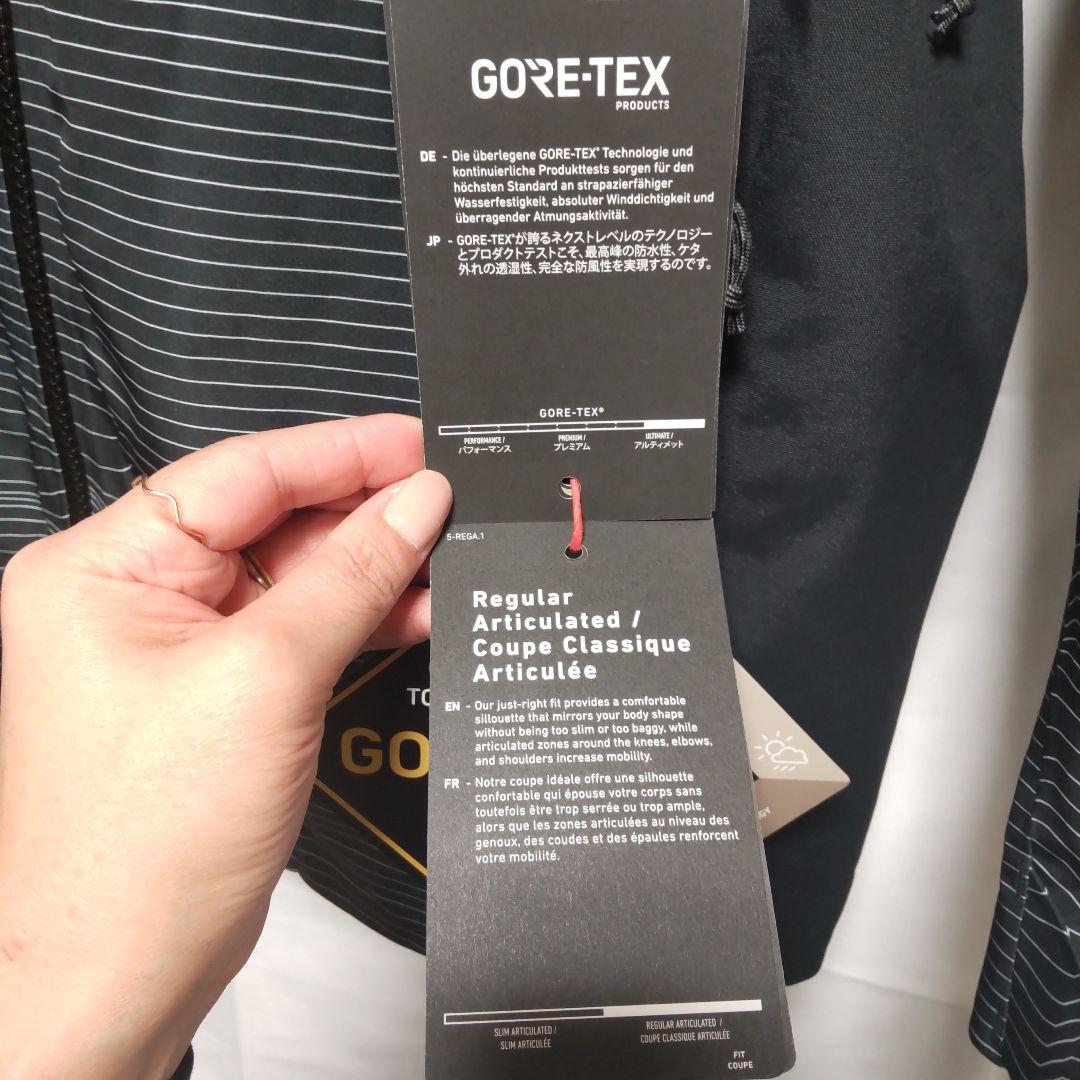 GORE-TEX
PRODUCTS
DE - Die überlegene GORE-TEX® Technologie und
kontinuierliche Produkttests sorgen für den
höchsten Standard an strapazierfähiger
Wasserfestigkeit, absoluter Winddichtigkeit und
überragender Atmungsaktivität.
JP - GORE-TEX®が誇るネクストレベルのテクノロジー
とプロダクトテストこそ、最高峰の防水性、ケタ
外れの透湿性、完全な防風性を実現するのです。
GORE-TEX®
PERFORMANCE / PREMIUM / ULTIMATE /
パフォーマンス プレミアム アルティメット
5-REGA.1
Regular
Articulated /
Coupe Classique
Articulée
EN - Our just-right fit provides a comfortable
sillouette that mirrors your body shape
without being too slim or too baggy, while
articulated zones around the knees, elbows,
and shoulders increase mobility.
FR - Notre coupe idéale offre une silhouette
confortable qui épouse votre corps sans
toutefois être trop serrée ou trop ample,
alors que les zones articulées au niveau des
genoux, des coudes et des épaules renforcent
votre mobilité.
SLIM ARTICULATED / REGULAR ARTICULATED /
SLIM ARTICULÉE COUPE CLASSIQUE ARTICULÉE
FIT
COUPE